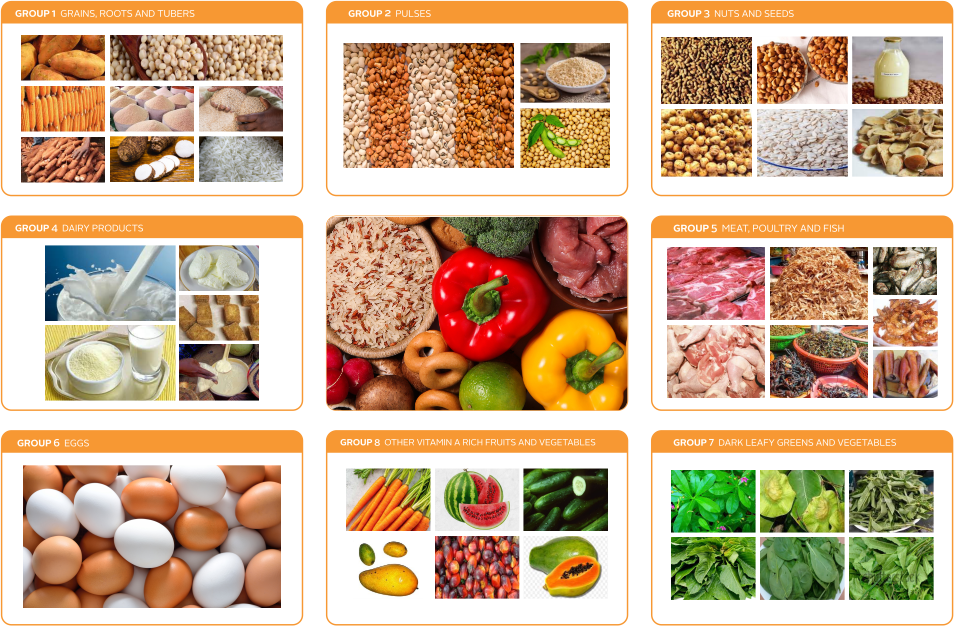 GROUP 1 GRAINS, ROOTS AND TUBERS
GROUP 2 PULSES
GROUP 3 NUTS AND SEEDS
GROUP 4 DAIRY PRODUCTS
GROUP 5 MEAT, POULTRY AND FISH
GROUP 6 EGGS
GROUP 8 OTHER VITAMIN A RICH FRUITS AND VEGETABLES
GROUP 7 DARK LEAFY GREENS AND VEGETABLES